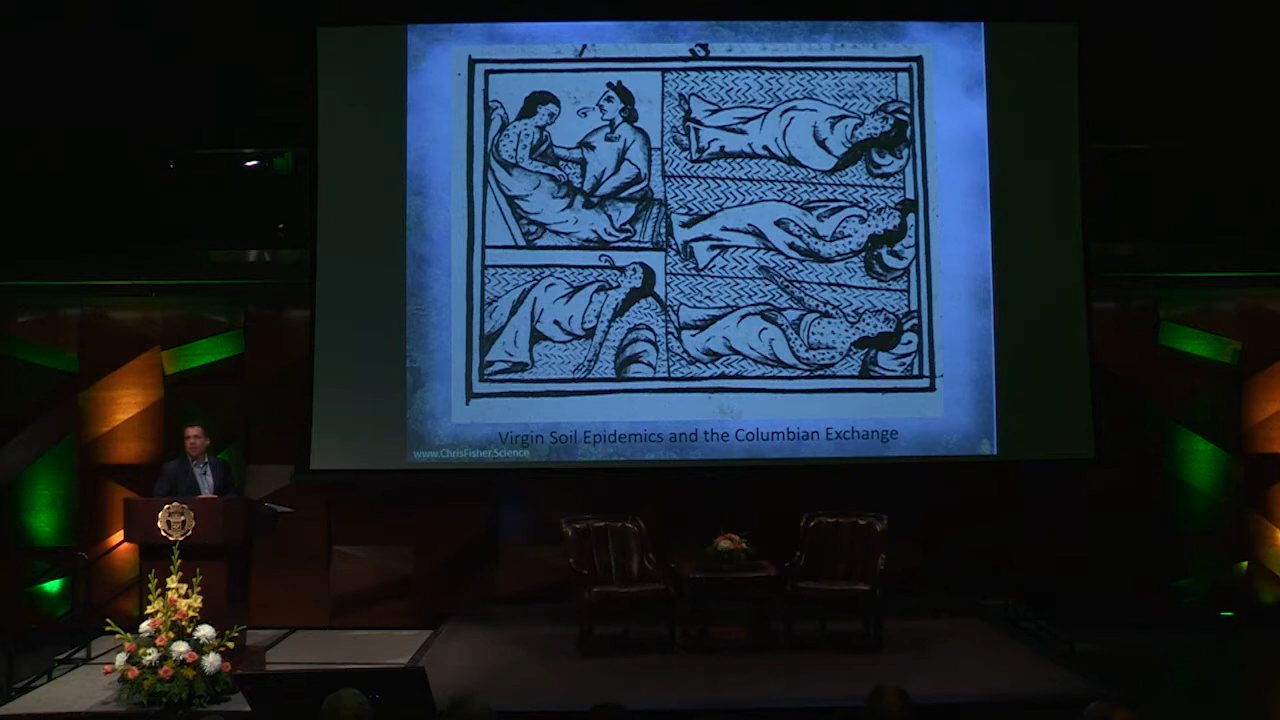 Virgin Soil Epidemics and the Columbian Exchange
www.ChrisFisher.Science